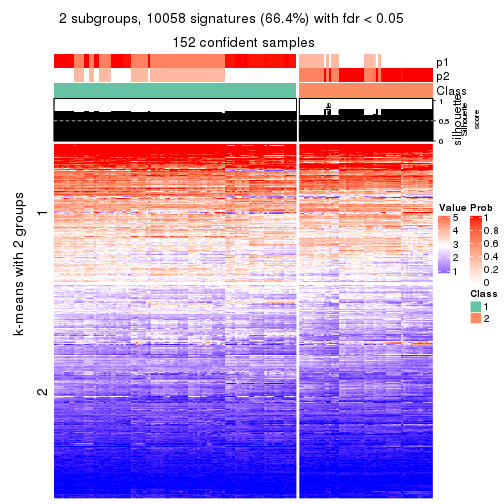 2 subgroups, 10058 signatures (66.4%) with fdr < 0.05
152 confident samples
p1
p2
Class
1
0.5
0
silhouette
Silhouette
score
k-means with 2 groups
1
2
Value
5
4
3
2
1
Prob
1
0.8
0.6
0.4
0.2
0
Class
1
2